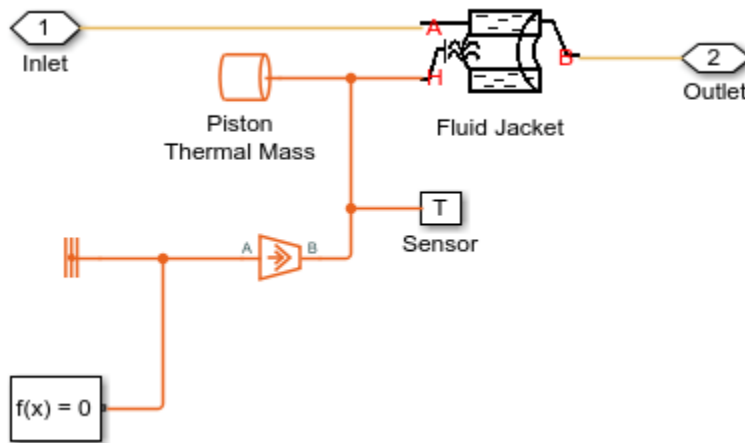 1
Inlet
A
H
B
2
Outlet
Piston
Thermal Mass
Fluid Jacket
T
Sensor
A
B
f(x) = 0